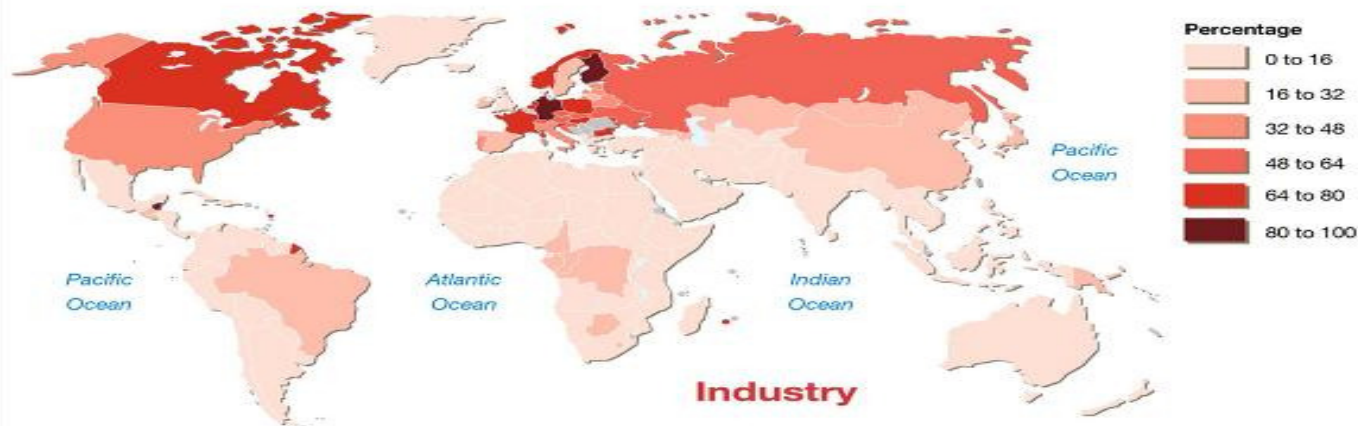 Percentage
0 to 16
16 to 32
32 to 48
48 to 64
64 to 80
80 to 100
Pacific
Ocean
Pacific
Ocean
Atlantic
Ocean
Indian
Ocean
Industry